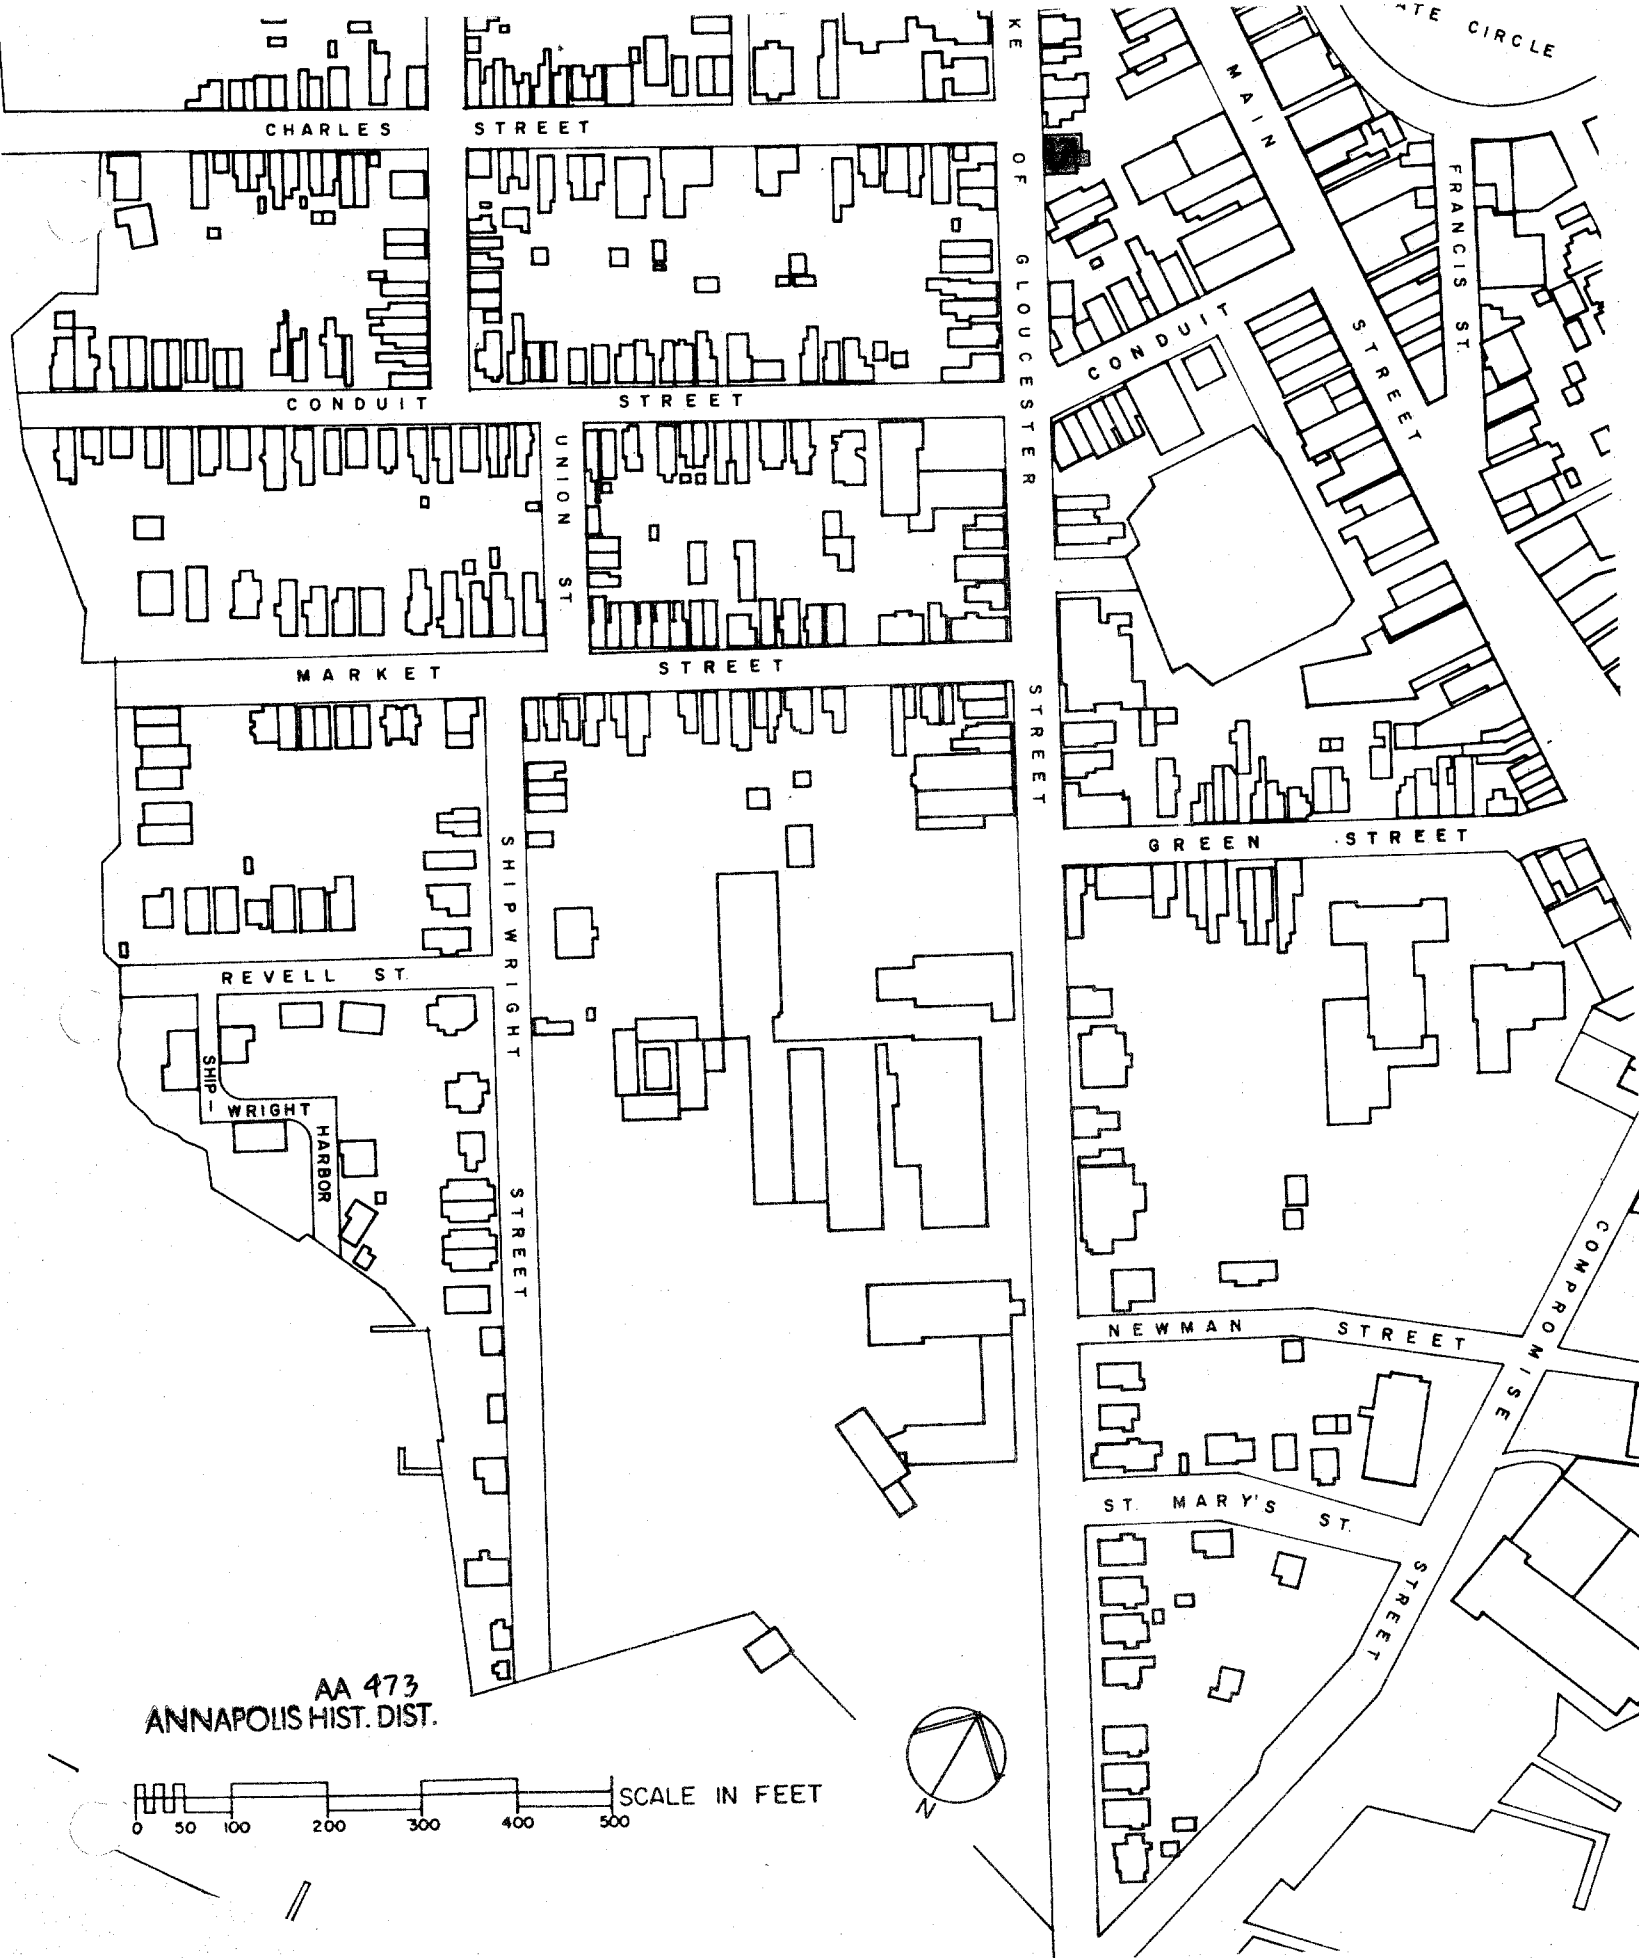 ATE CIRCLE
KE
OF
GLOUCESTER
STREET
MAIN
STREET
FRANCIS ST.
CHARLES STREET
CONDUIT
CONDUIT STREET
UNION ST.
MARKET STREET
GREEN STREET
SHIPWRIGHT
STREET
REVELL ST.
SHIP-
WRIGHT
HARBOR
COMPROMISE
STREET
NEWMAN STREET
ST. MARY'S ST.
AA 473
ANNAPOLIS HIST. DIST.
SCALE IN FEET
0 50 100 200 300 400 500
N